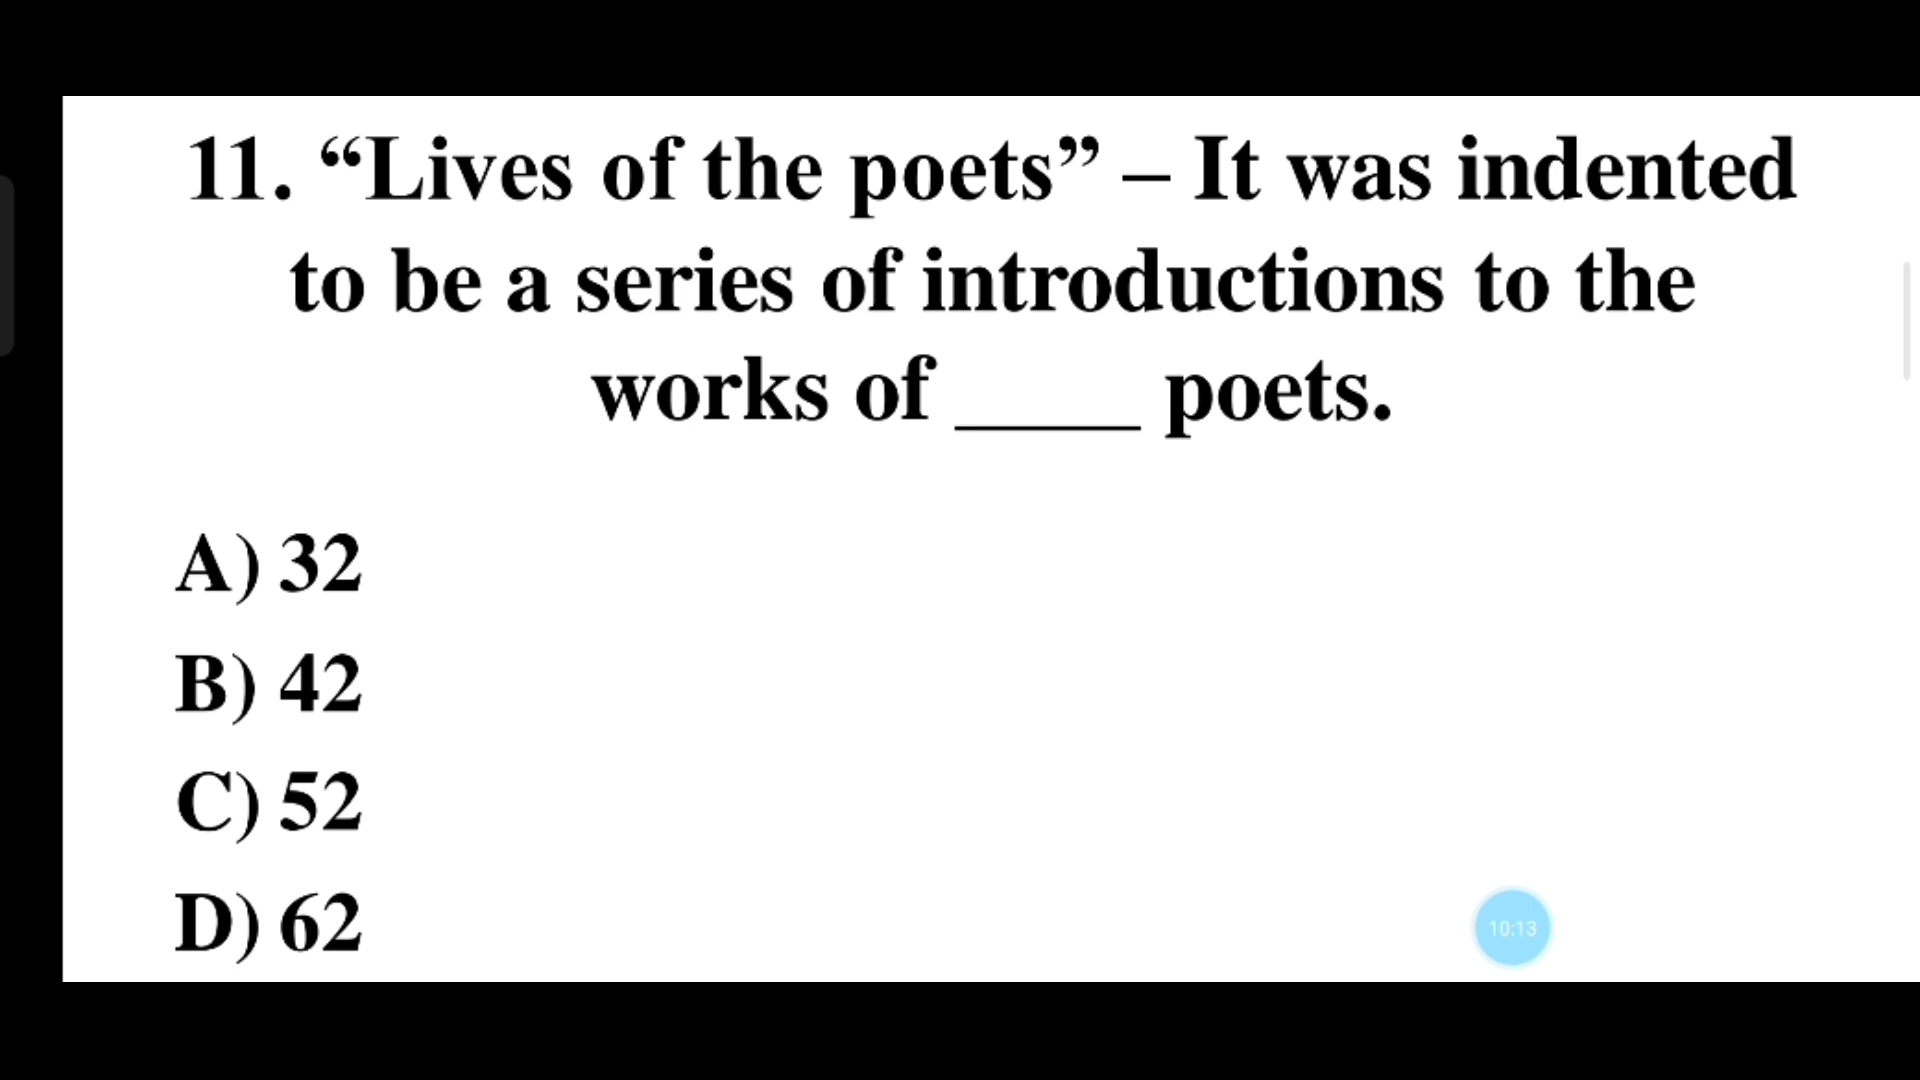 11. “Lives of the poets” – It was indented
to be a series of introductions to the
works of ____ poets.
A) 32
B) 42
C) 52
D) 62
10:13